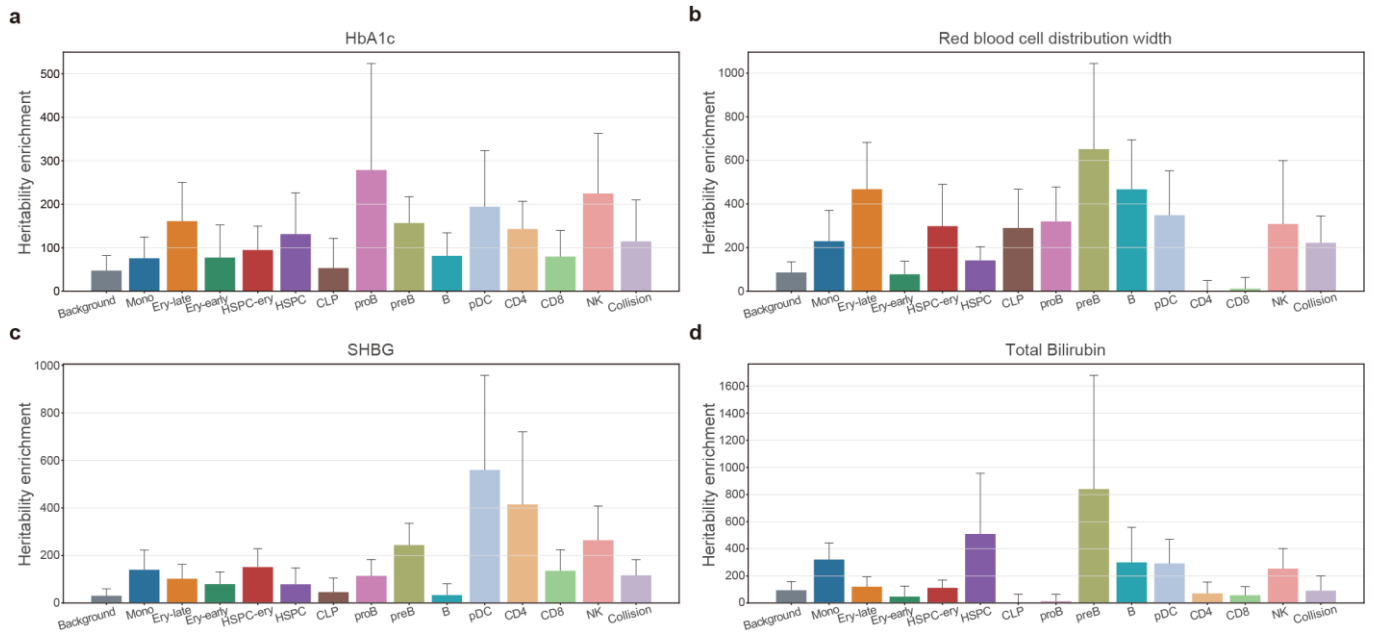 a
HbA1c
Heritability enrichment
500
400
300
200
100
0
Background Mono Ery-late Ery-early HSPC-ery HSPC CLP proB preB B pDC CD4 CD8 NK Collision
b
Red blood cell distribution width
Heritability enrichment
1000
800
600
400
200
0
Background Mono Ery-late Ery-early HSPC-ery HSPC CLP proB preB B pDC CD4 CD8 NK Collision
c
SHBG
Heritability enrichment
1000
800
600
400
200
0
Background Mono Ery-late Ery-early HSPC-ery HSPC CLP proB preB B pDC CD4 CD8 NK Collision
d
Total Bilirubin
Heritability enrichment
1600
1400
1200
1000
800
600
400
200
0
Background Mono Ery-late Ery-early HSPC-ery HSPC CLP proB preB B pDC CD4 CD8 NK Collision